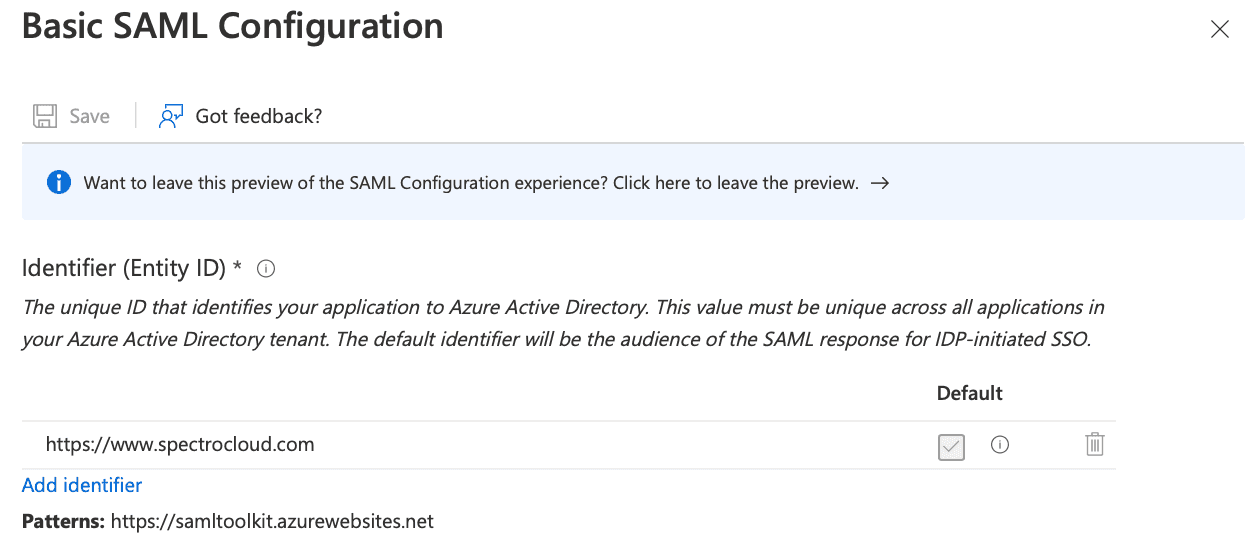 Basic SAML Configuration
Save
Got feedback?
Want to leave this preview of the SAML Configuration experience? Click here to leave the preview. →
Identifier (Entity ID) *
The unique ID that identifies your application to Azure Active Directory. This value must be unique across all applications in
your Azure Active Directory tenant. The default identifier will be the audience of the SAML response for IDP-initiated SSO.
Default
https://www.spectrocloud.com
Add identifier
Patterns: https://samltoolkit.azurewebsites.net